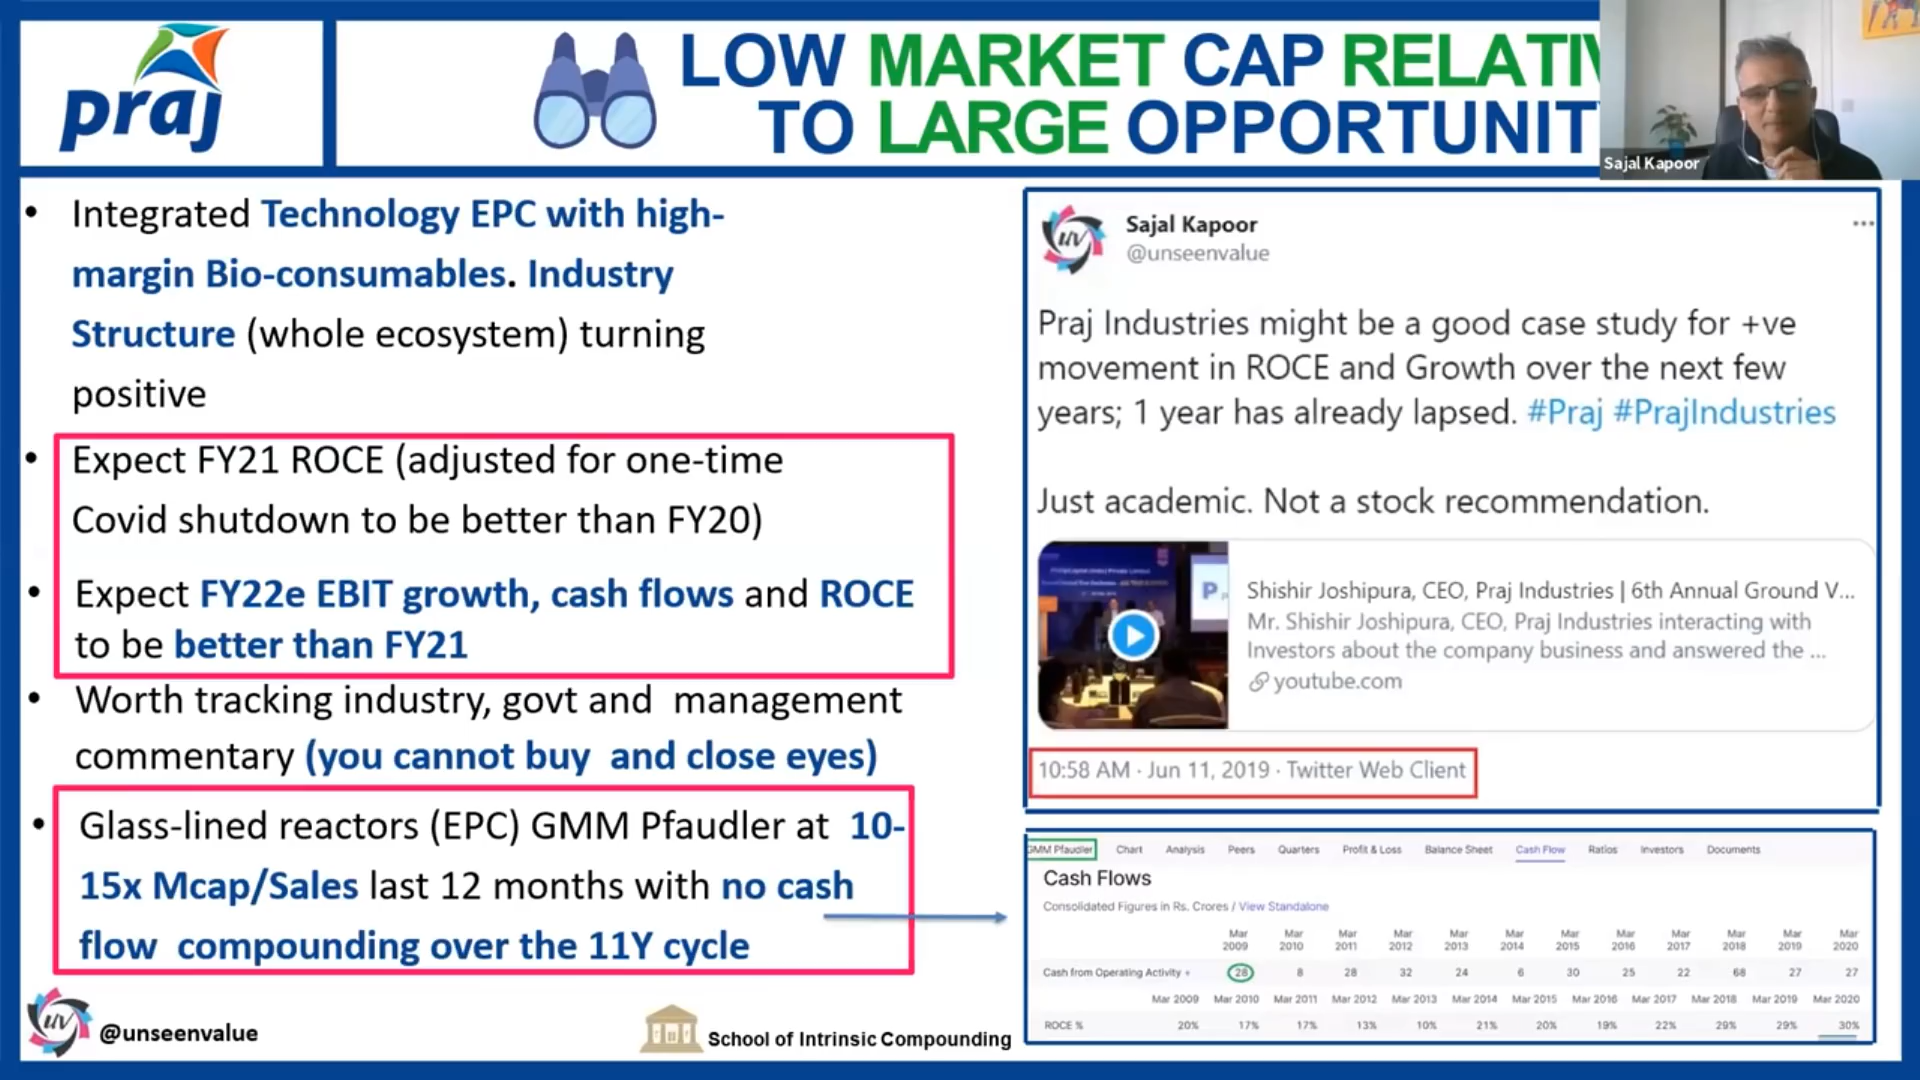 praj
LOW MARKET CAP RELATIV
TO LARGE OPPORTUNIT
Sajal Kapoor
• Integrated Technology EPC with high-
margin Bio-consumables. Industry
Structure (whole ecosystem) turning
positive
• Expect FY21 ROCE (adjusted for one-time
Covid shutdown to be better than FY20)
• Expect FY22e EBIT growth, cash flows and ROCE
to be better than FY21
• Worth tracking industry, govt and management
commentary (you cannot buy and close eyes)
• Glass-lined reactors (EPC) GMM Pfaudler at 10-
15x Mcap/Sales last 12 months with no cash
flow compounding over the 11Y cycle
UV
@unseenvalue
School of Intrinsic Compounding
UV
Sajal Kapoor
@unseenvalue
Praj Industries might be a good case study for +ve
movement in ROCE and Growth over the next few
years; 1 year has already lapsed. #Praj #PrajIndustries
Just academic. Not a stock recommendation.
Shishir Joshipura, CEO, Praj Industries | 6th Annual Ground V...
Mr. Shishir Joshipura, CEO, Praj Industries interacting with
Investors about the company business and answered the ...
youtube.com
10:58 AM · Jun 11, 2019 · Twitter Web Client
GMM Pfaudler Chart Analysis Peers Quarters Profit & Loss Balance Sheet Cash Flow Ratios Investors Documents
Cash Flows
Consolidated Figures in Rs. Crores / View Standalone
Mar 2009 Mar 2010 Mar 2011 Mar 2012 Mar 2013 Mar 2014 Mar 2015 Mar 2016 Mar 2017 Mar 2018 Mar 2019 Mar 2020
Cash from Operating Activity + 28 8 28 32 24 6 30 25 22 68 27 27
Mar 2009 Mar 2010 Mar 2011 Mar 2012 Mar 2013 Mar 2014 Mar 2015 Mar 2016 Mar 2017 Mar 2018 Mar 2019 Mar 2020
ROCE % 20% 17% 17% 13% 10% 21% 20% 19% 22% 29% 29% 30%